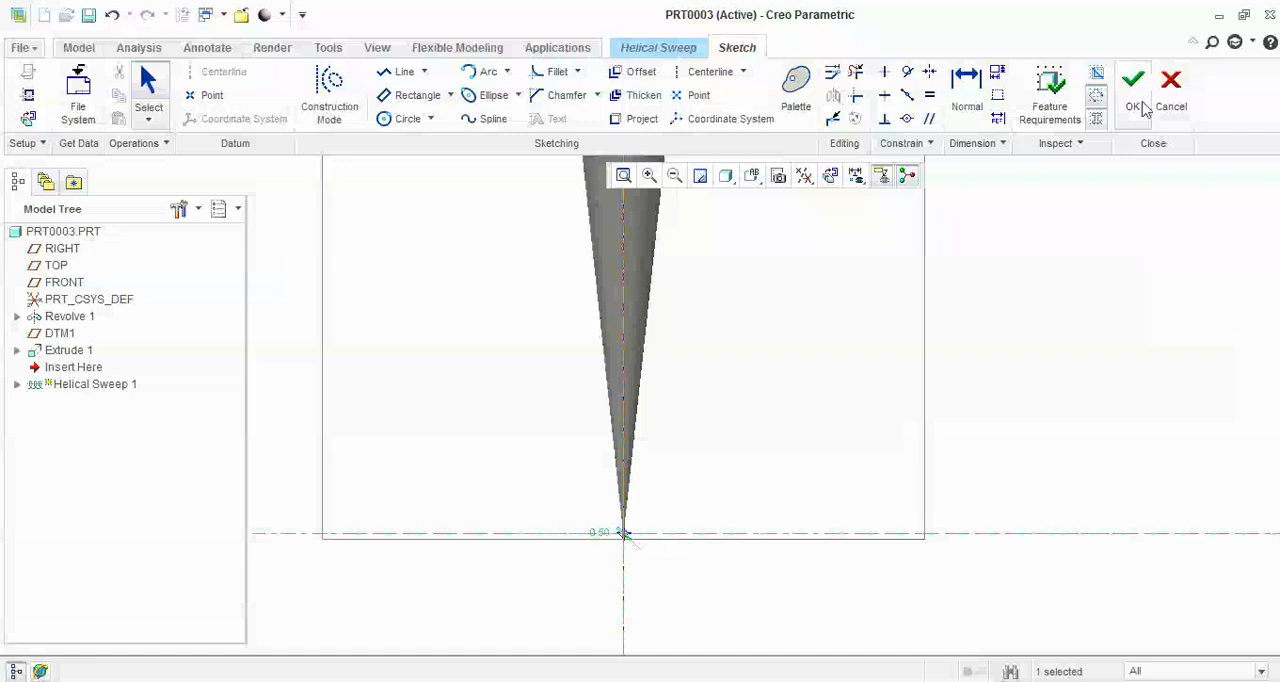 PRT0003 (Active) - Creo Parametric
File Model Analysis Annotate Render Tools View Flexible Modeling Applications Helical Sweep Sketch
Centerline Line Arc Fillet Offset Centerline
Point Rectangle Ellipse Chamfer Thicken Point
Coordinate System Circle Spline Text Project Coordinate System
File System
Select
Construction Mode
Palette
Normal
Feature Requirements
OK
Cancel
Setup Get Data Operations Datum Sketching Editing Constrain Dimension Inspect Close
Model Tree
PRT0003.PRT
RIGHT
TOP
FRONT
PRT_CSYS_DEF
Revolve 1
DTM1
Extrude 1
Insert Here
Helical Sweep 1
0.50
1 selected
All